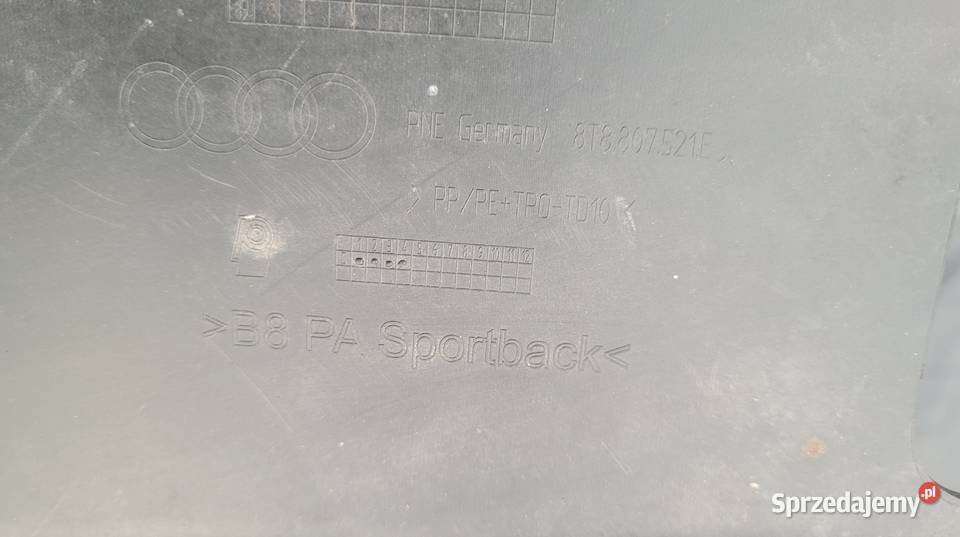 PNE Germany 8T8.807.521.E
>PP/PE+TPO-TD10<
1 2 3 4 5 6 7 8 9 10 11 12
>B8 PA Sportback<
Sprzedajemy.pl